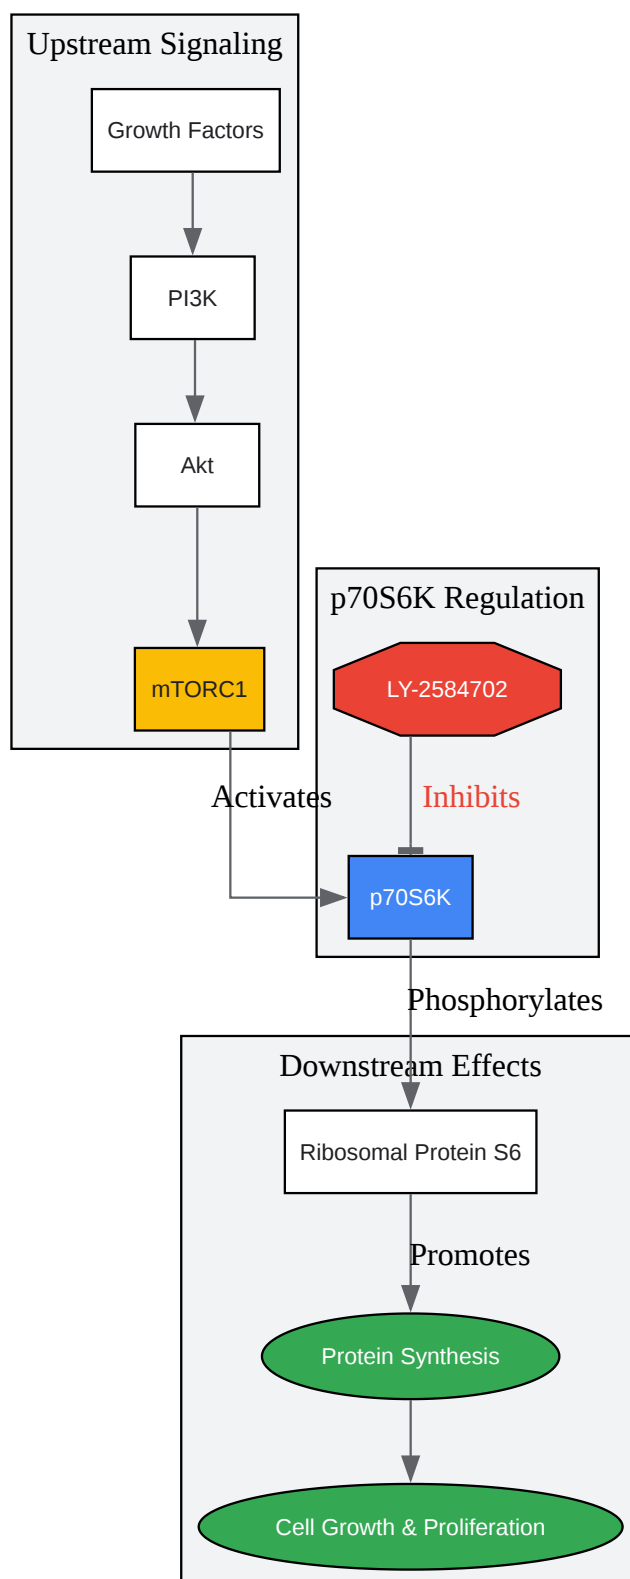 Upstream Signaling
Growth Factors
PI3K
Akt
mTORC1
p70S6K Regulation
LY-2584702
Activates
Inhibits
p70S6K
Phosphorylates
Downstream Effects
Ribosomal Protein S6
Promotes
Protein Synthesis
Cell Growth & Proliferation